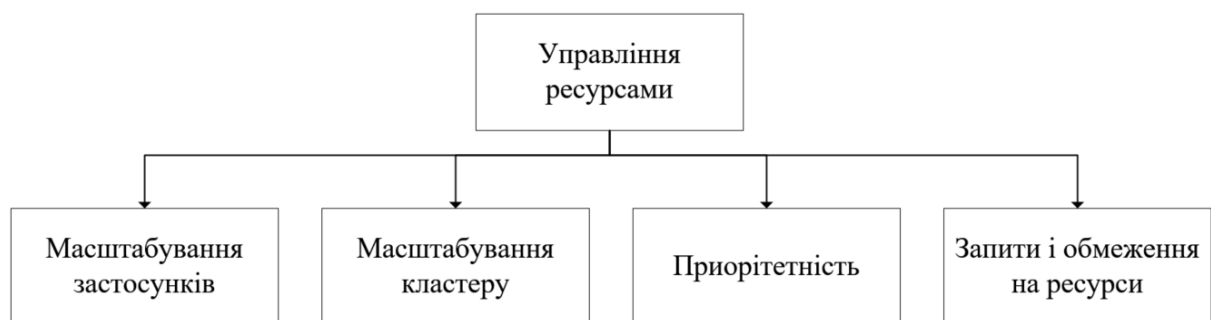 Управління
ресурсами
Масштабування
застосунків
Масштабування
кластеру
Приорітетність
Запити і обмеження
на ресурси